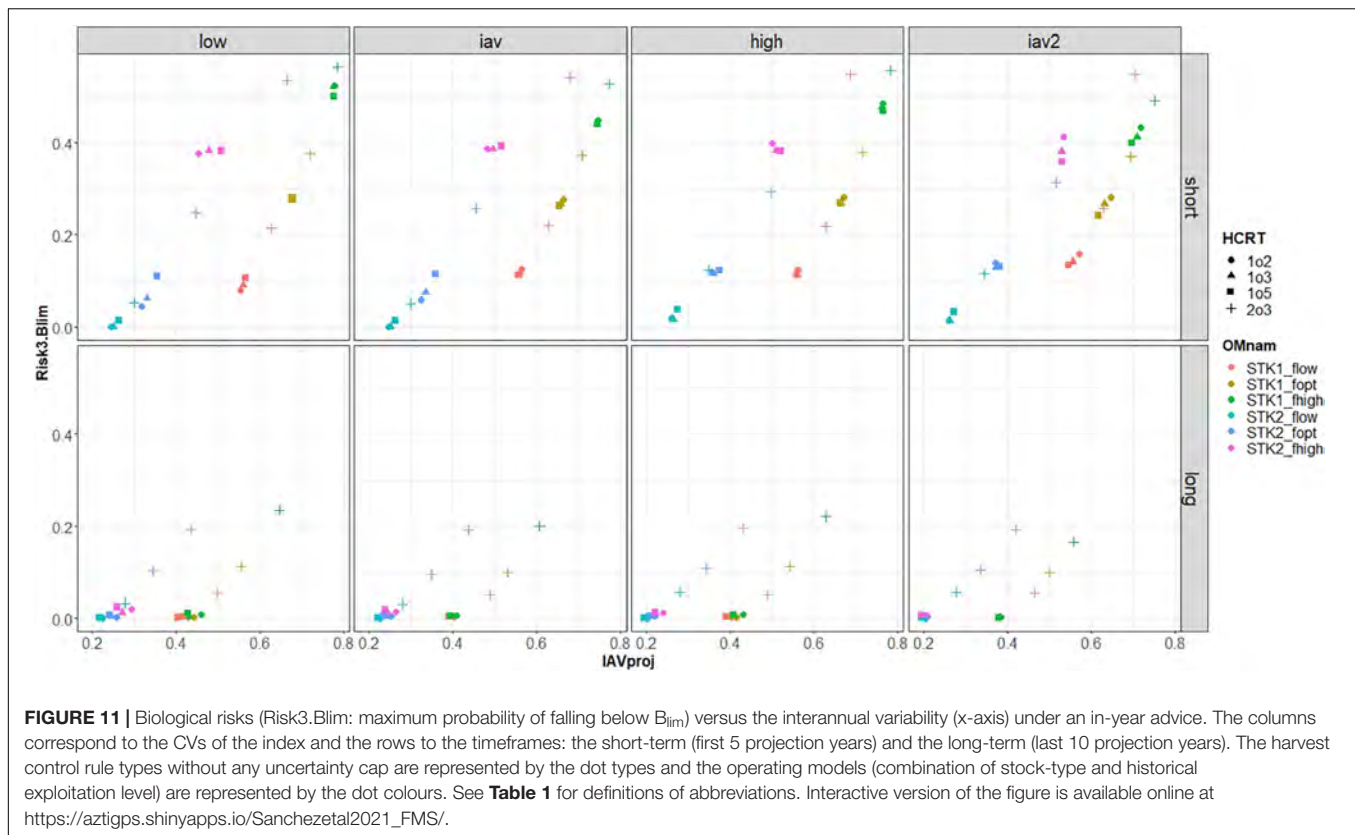 low iav high iav2
0.4
0.2
0.0
short
0.4
0.2
0.0
long
Risk3.Blim
0.2 0.4 0.6 0.8 0.2 0.4 0.6 0.8 0.2 0.4 0.6 0.8 0.2 0.4 0.6 0.8
IAVproj
HCRT
1o2
1o3
1o5
2o3
OMnam
STK1_flow
STK1_fopt
STK1_fhigh
STK2_flow
STK2_fopt
STK2_fhigh
FIGURE 11 | Biological risks (Risk3.Blim: maximum probability of falling below Blim) versus the interannual variability (x-axis) under an in-year advice. The columns
correspond to the CVs of the index and the rows to the timeframes: the short-term (first 5 projection years) and the long-term (last 10 projection years). The harvest
control rule types without any uncertainty cap are represented by the dot types and the operating models (combination of stock-type and historical
exploitation level) are represented by the dot colours. See Table 1 for definitions of abbreviations. Interactive version of the figure is available online at
https://aztigps.shinyapps.io/Sanchezetal2021_FMS/.